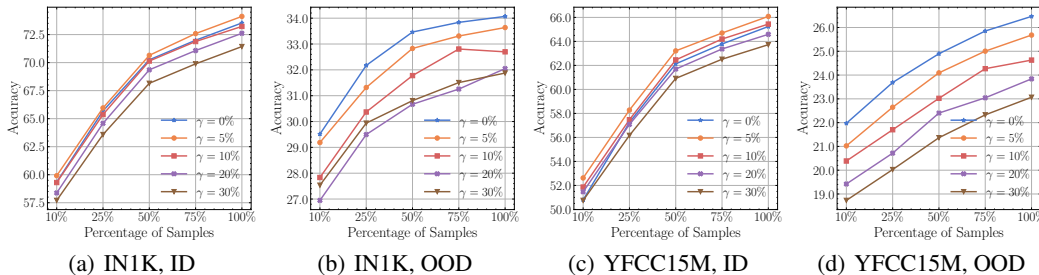 72.5
70.0
67.5
65.0
62.5
60.0
57.5
Accuracy
γ = 0%
γ = 5%
γ = 10%
γ = 20%
γ = 30%
10% 25% 50% 75% 100%
Percentage of Samples
(a) IN1K, ID
34.0
33.0
32.0
31.0
30.0
29.0
28.0
27.0
Accuracy
γ = 0%
γ = 5%
γ = 10%
γ = 20%
γ = 30%
10% 25% 50% 75% 100%
Percentage of Samples
(b) IN1K, OOD
66.0
64.0
62.0
60.0
58.0
56.0
54.0
52.0
50.0
Accuracy
γ = 0%
γ = 5%
γ = 10%
γ = 20%
γ = 30%
10% 25% 50% 75% 100%
Percentage of Samples
(c) YFCC15M, ID
26.0
25.0
24.0
23.0
22.0
21.0
20.0
19.0
Accuracy
γ = 0%
γ = 5%
γ = 10%
γ = 20%
γ = 30%
10% 25% 50% 75% 100%
Percentage of Samples
(d) YFCC15M, OOD